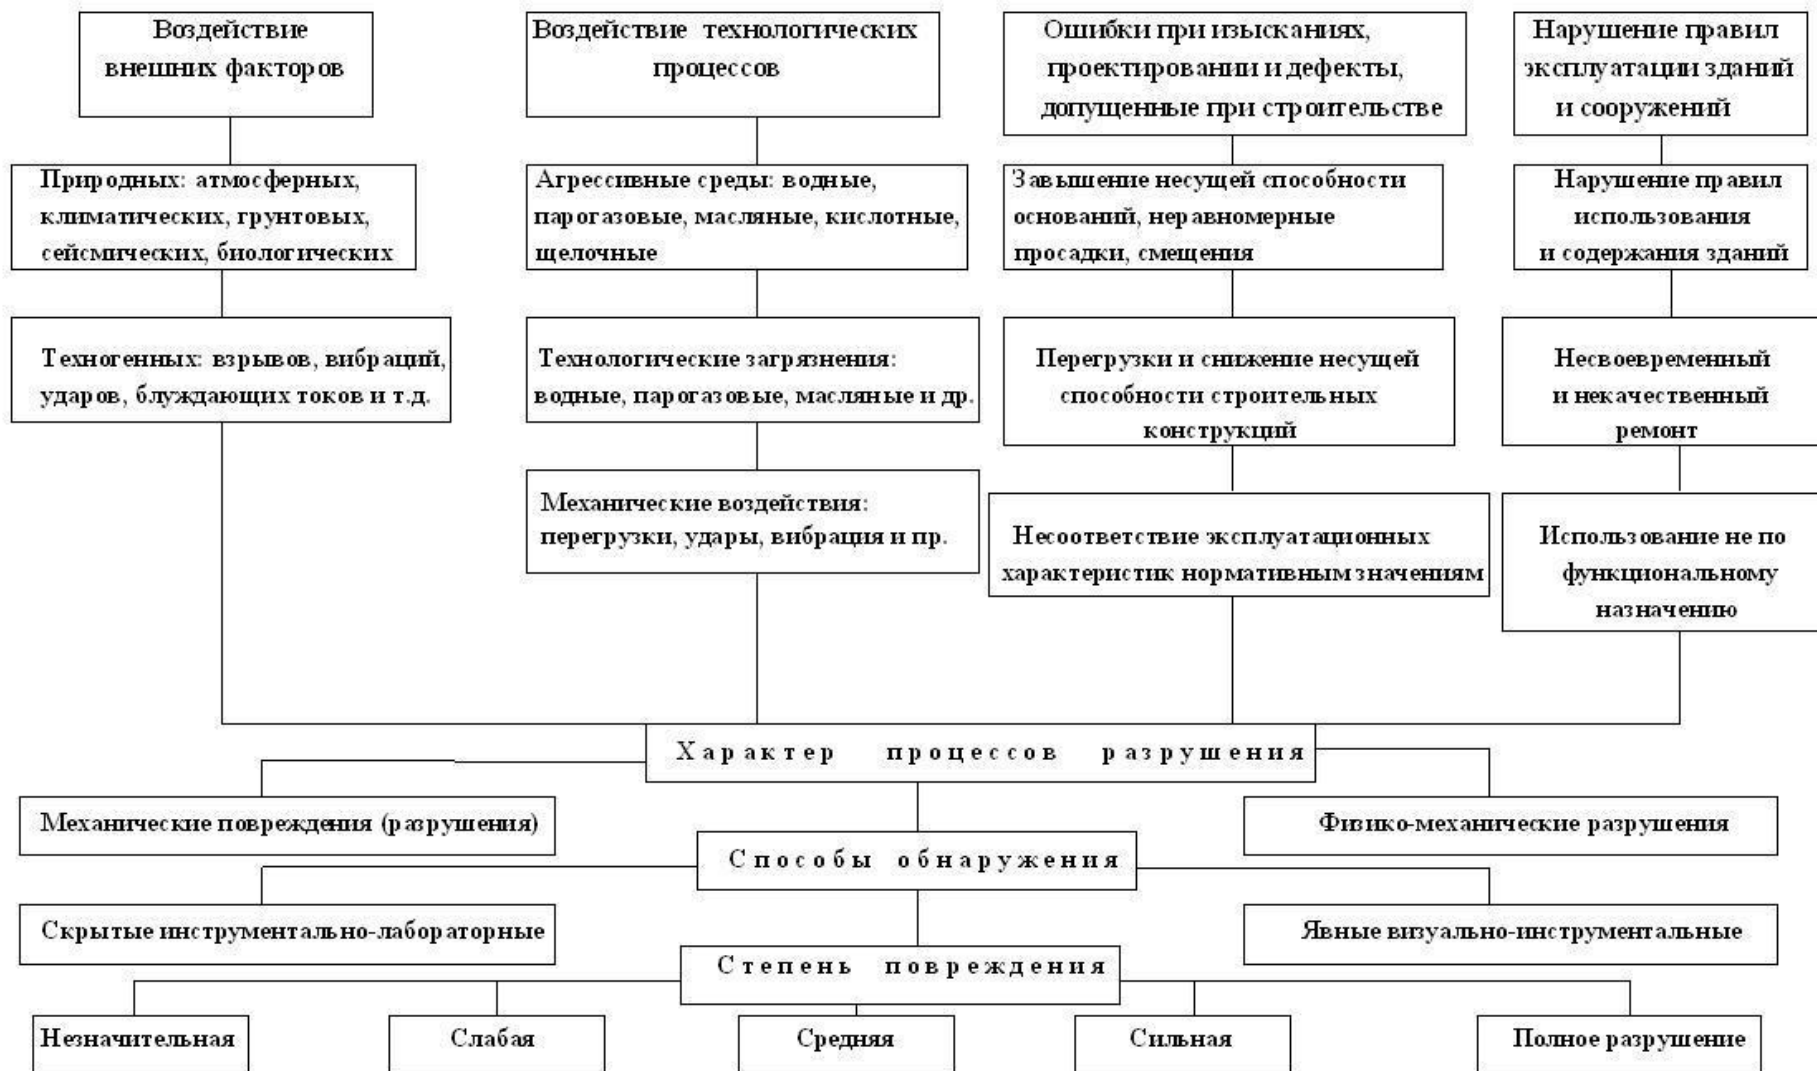 Воздействие
внешних факторов
Воздействие технологических
процессов
Ошибки при изысканиях,
проектировании и дефекты,
допущенные при строительстве
Нарушение правил
эксплуатации зданий
и сооружений
Природных: атмосферных,
климатических, грунтовых,
сейсмических, биологических
Агрессивные среды: водные,
парогазовые, масляные, кислотные,
щелочные
Завышение несущей способности
оснований, неравномерные
просадки, смещения
Нарушение правил
использования
и содержания зданий
Техногенных: взрывов, вибраций,
ударов, блуждающих токов и т.д.
Технологические загрязнения:
водные, парогазовые, масляные и др.
Перегрузки и снижение несущей
способности строительных
конструкций
Несвоевременный
и некачественный
ремонт
Механические воздействия:
перегрузки, удары, вибрация и пр.
Несоответствие эксплуатационных
характеристик нормативным значениям
Использование не по
функциональному
назначению
Характер процессов разрушения
Механические повреждения (разрушения)
Физико-механические разрушения
Способы обнаружения
Скрытые инструментально-лабораторные
Явные визуально-инструментальные
Степень повреждения
Незначительная
Слабая
Средняя
Сильная
Полное разрушение